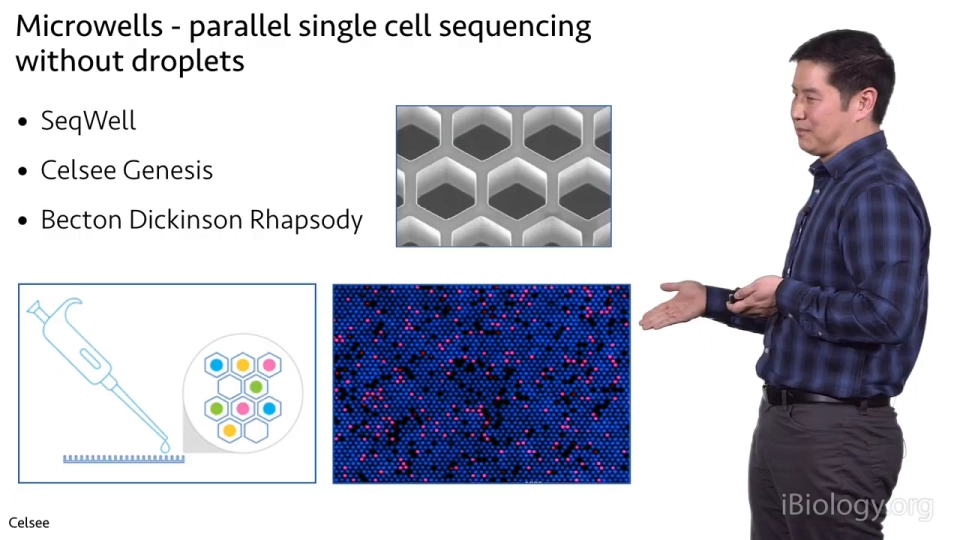 Microwells - parallel single cell sequencing
without droplets
• SeqWell
• Celsee Genesis
• Becton Dickinson Rhapsody
Celsee
iBiology.org